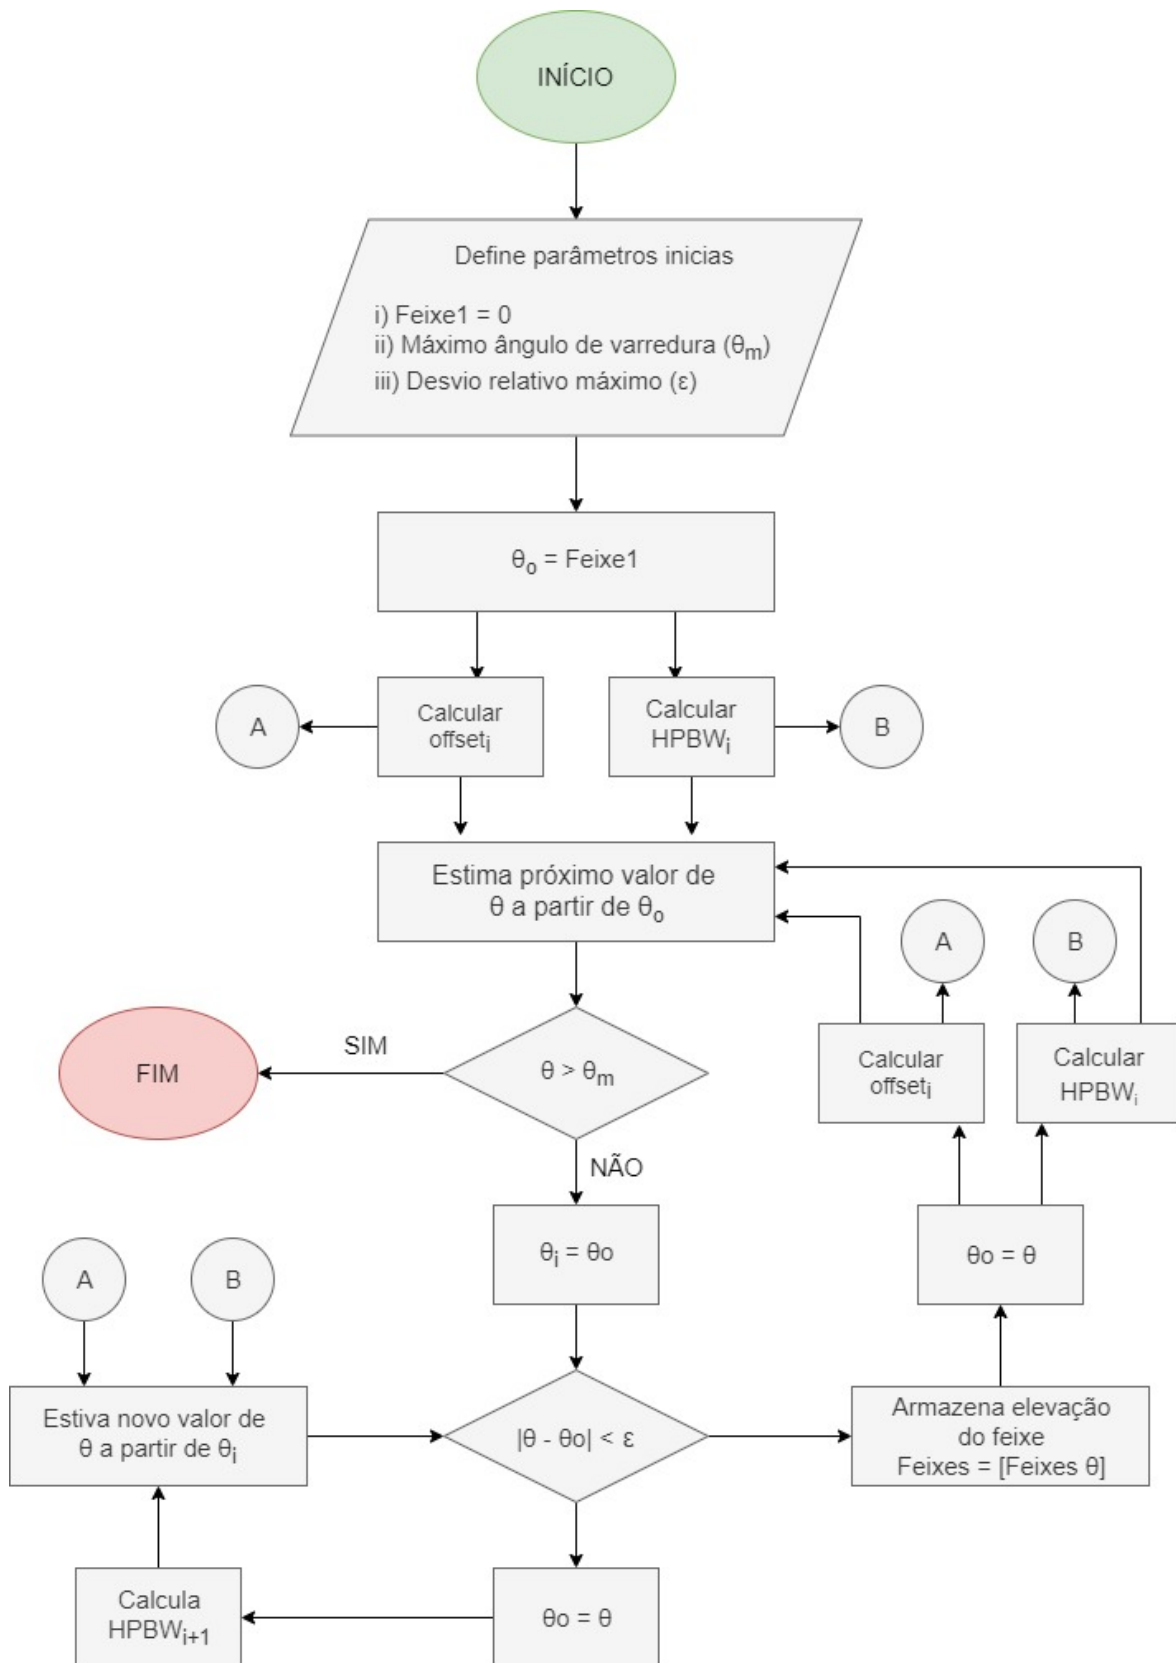 INÍCIO
Define parâmetros inicias
i) Feixe1 = 0
ii) Máximo ângulo de varredura (θm)
iii) Desvio relativo máximo (ε)
θo = Feixe1
A
Calcular
offseti
Calcular
HPBWi
B
Estima próximo valor de
θ a partir de θo
A
B
FIM
SIM
θ > θm
Calcular
offseti
Calcular
HPBWi
NÃO
θi = θo
θo = θ
A
B
Estiva novo valor de
θ a partir de θi
|θ - θo| < ε
Armazena elevação
do feixe
Feixes = [Feixes θ]
Calcula
HPBWi+1
θo = θ